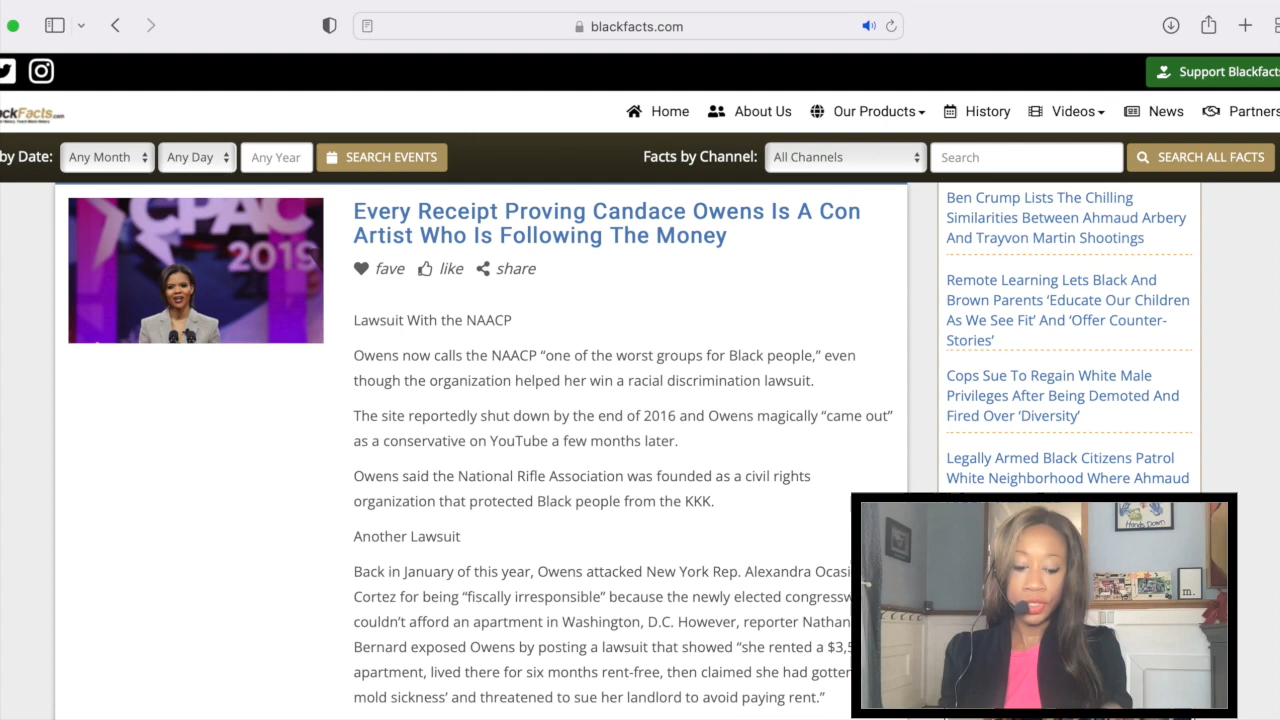 blackfacts.com
Support Blackfacts
ckFacts.com
Home About Us Our Products History Videos News Partners
by Date: Any Month Any Day Any Year SEARCH EVENTS Facts by Channel: All Channels Search SEARCH ALL FACTS
CPAC
2019
Every Receipt Proving Candace Owens Is A Con
Artist Who Is Following The Money
fave like share
Lawsuit With the NAACP
Owens now calls the NAACP “one of the worst groups for Black people,” even
though the organization helped her win a racial discrimination lawsuit.
The site reportedly shut down by the end of 2016 and Owens magically “came out”
as a conservative on YouTube a few months later.
Owens said the National Rifle Association was founded as a civil rights
organization that protected Black people from the KKK.
Another Lawsuit
Back in January of this year, Owens attacked New York Rep. Alexandra Ocasi
Cortez for being “fiscally irresponsible” because the newly elected congressw
couldn’t afford an apartment in Washington, D.C. However, reporter Nathan
Bernard exposed Owens by posting a lawsuit that showed “she rented a $3,5
apartment, lived there for six months rent-free, then claimed she had gotten
mold sickness’ and threatened to sue her landlord to avoid paying rent.”
Ben Crump Lists The Chilling
Similarities Between Ahmaud Arbery
And Trayvon Martin Shootings
Remote Learning Lets Black And
Brown Parents ‘Educate Our Children
As We See Fit’ And ‘Offer Counter-
Stories’
Cops Sue To Regain White Male
Privileges After Being Demoted And
Fired Over ‘Diversity’
Legally Armed Black Citizens Patrol
White Neighborhood Where Ahmaud
Hands Down
m.